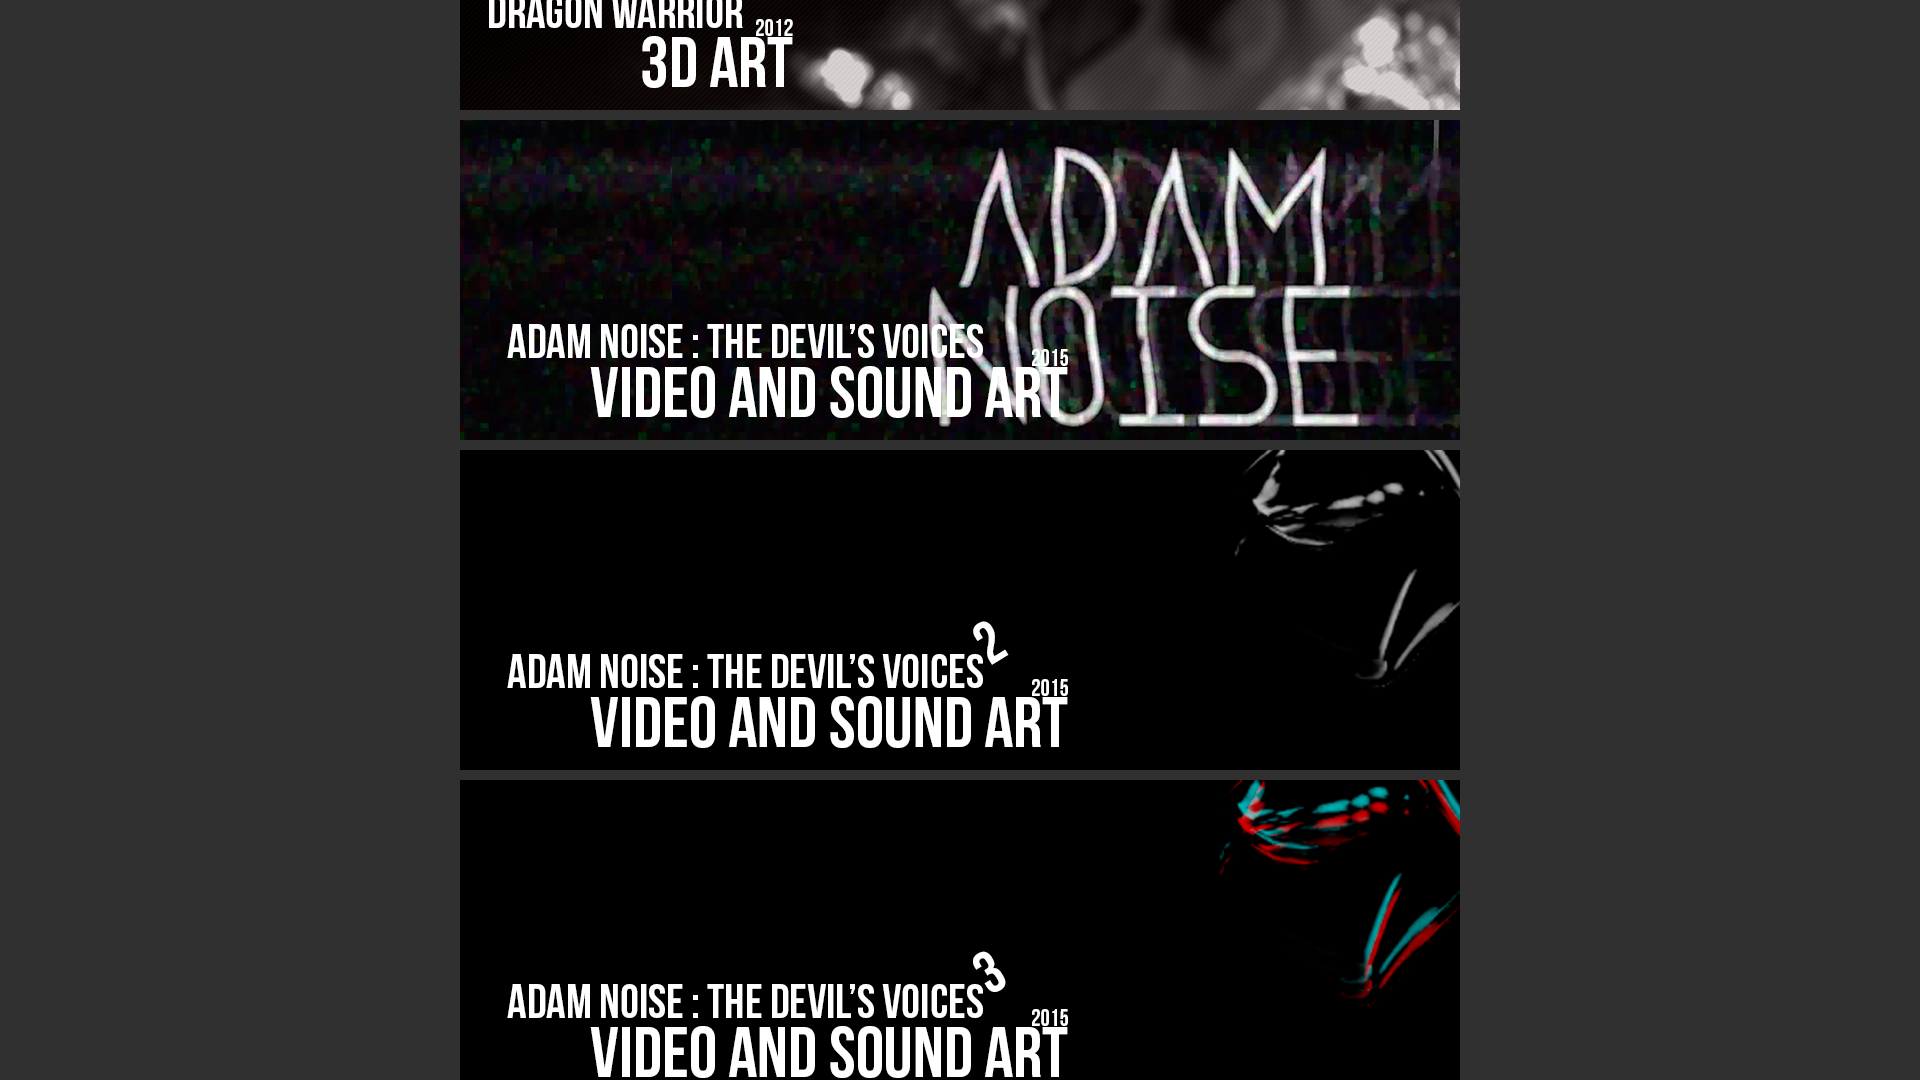 DRAGON WARRIOR 2012
3D ART
ADAM
NOISE
ADAM NOISE : THE DEVIL'S VOICES
2015
VIDEO AND SOUND ART
ADAM NOISE : THE DEVIL'S VOICES 2
2015
VIDEO AND SOUND ART
ADAM NOISE : THE DEVIL'S VOICES 3
2015
VIDEO AND SOUND ART